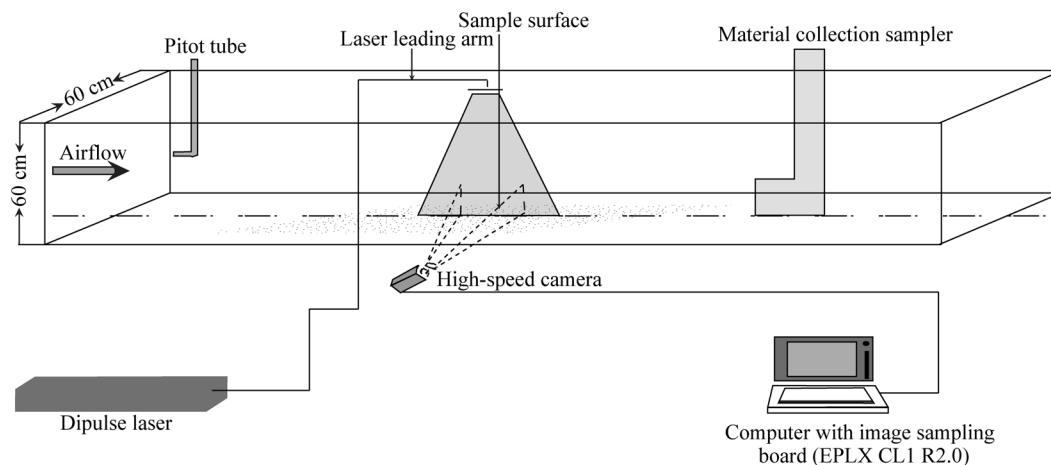 Sample surface
Laser leading arm
Material collection sampler
Pitot tube
60 cm
60 cm
Airflow
High-speed camera
Dipulse laser
Computer with image sampling
board (EPLX CL1 R2.0)